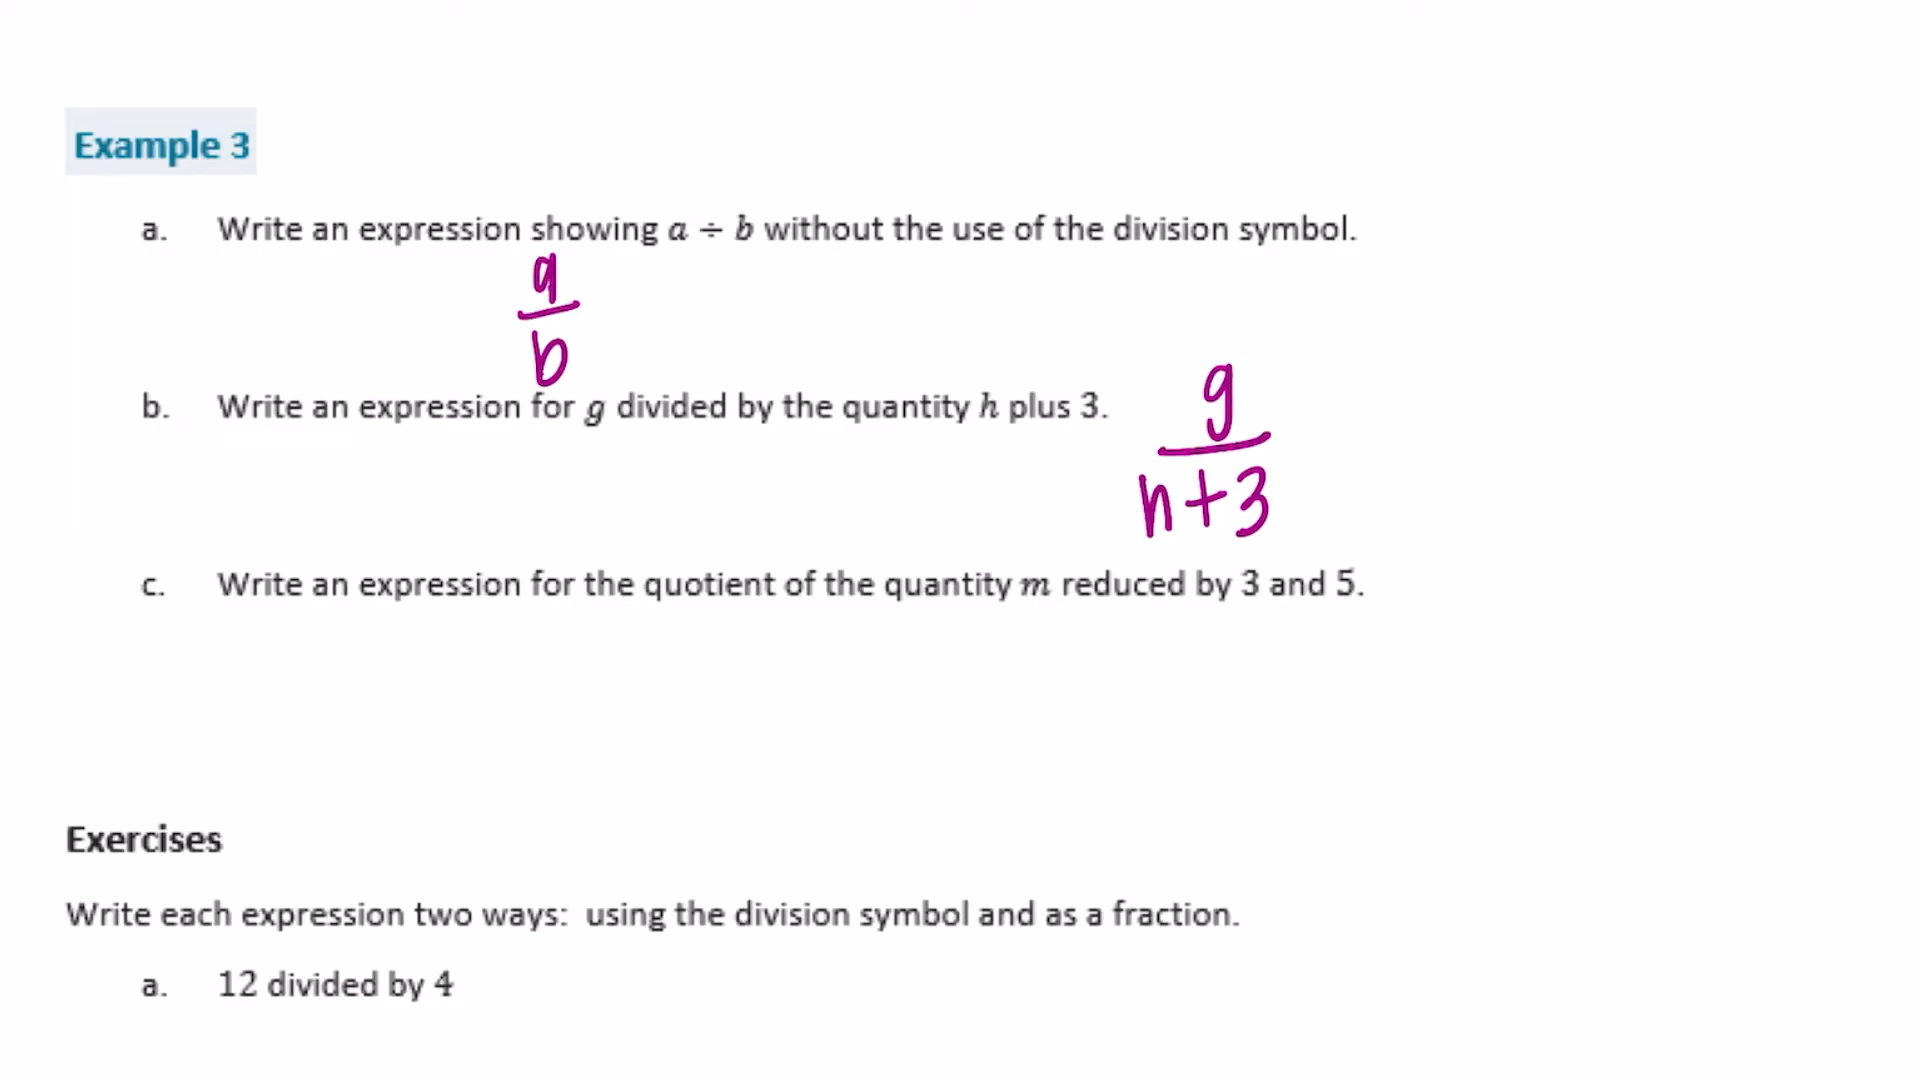 Example 3
a. Write an expression showing a ÷ b without the use of the division symbol.
a
b
b. Write an expression for g divided by the quantity h plus 3.
g
h+3
c. Write an expression for the quotient of the quantity m reduced by 3 and 5.
Exercises
Write each expression two ways: using the division symbol and as a fraction.
a. 12 divided by 4